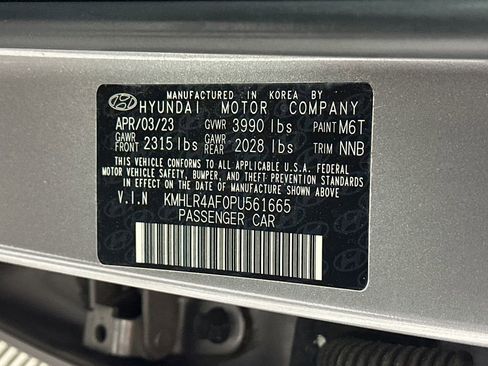 MANUFACTURED IN KOREA BY
HYUNDAI MOTOR COMPANY
APR/03/23 GVWR 3990 lbs PAINT M6T
GAWR FRONT 2315 lbs GAWR REAR 2028 lbs TRIM NNB
THIS VEHICLE CONFORMS TO ALL APPLICABLE U.S.A. FEDERAL
MOTOR VEHICLE SAFETY, BUMPER, AND THEFT PREVENTION STANDARDS
IN EFFECT ON THE DATE OF MANUFACTURE SHOWN ABOVE
V.I.N KMHLR4AF0PU561665
PASSENGER CAR